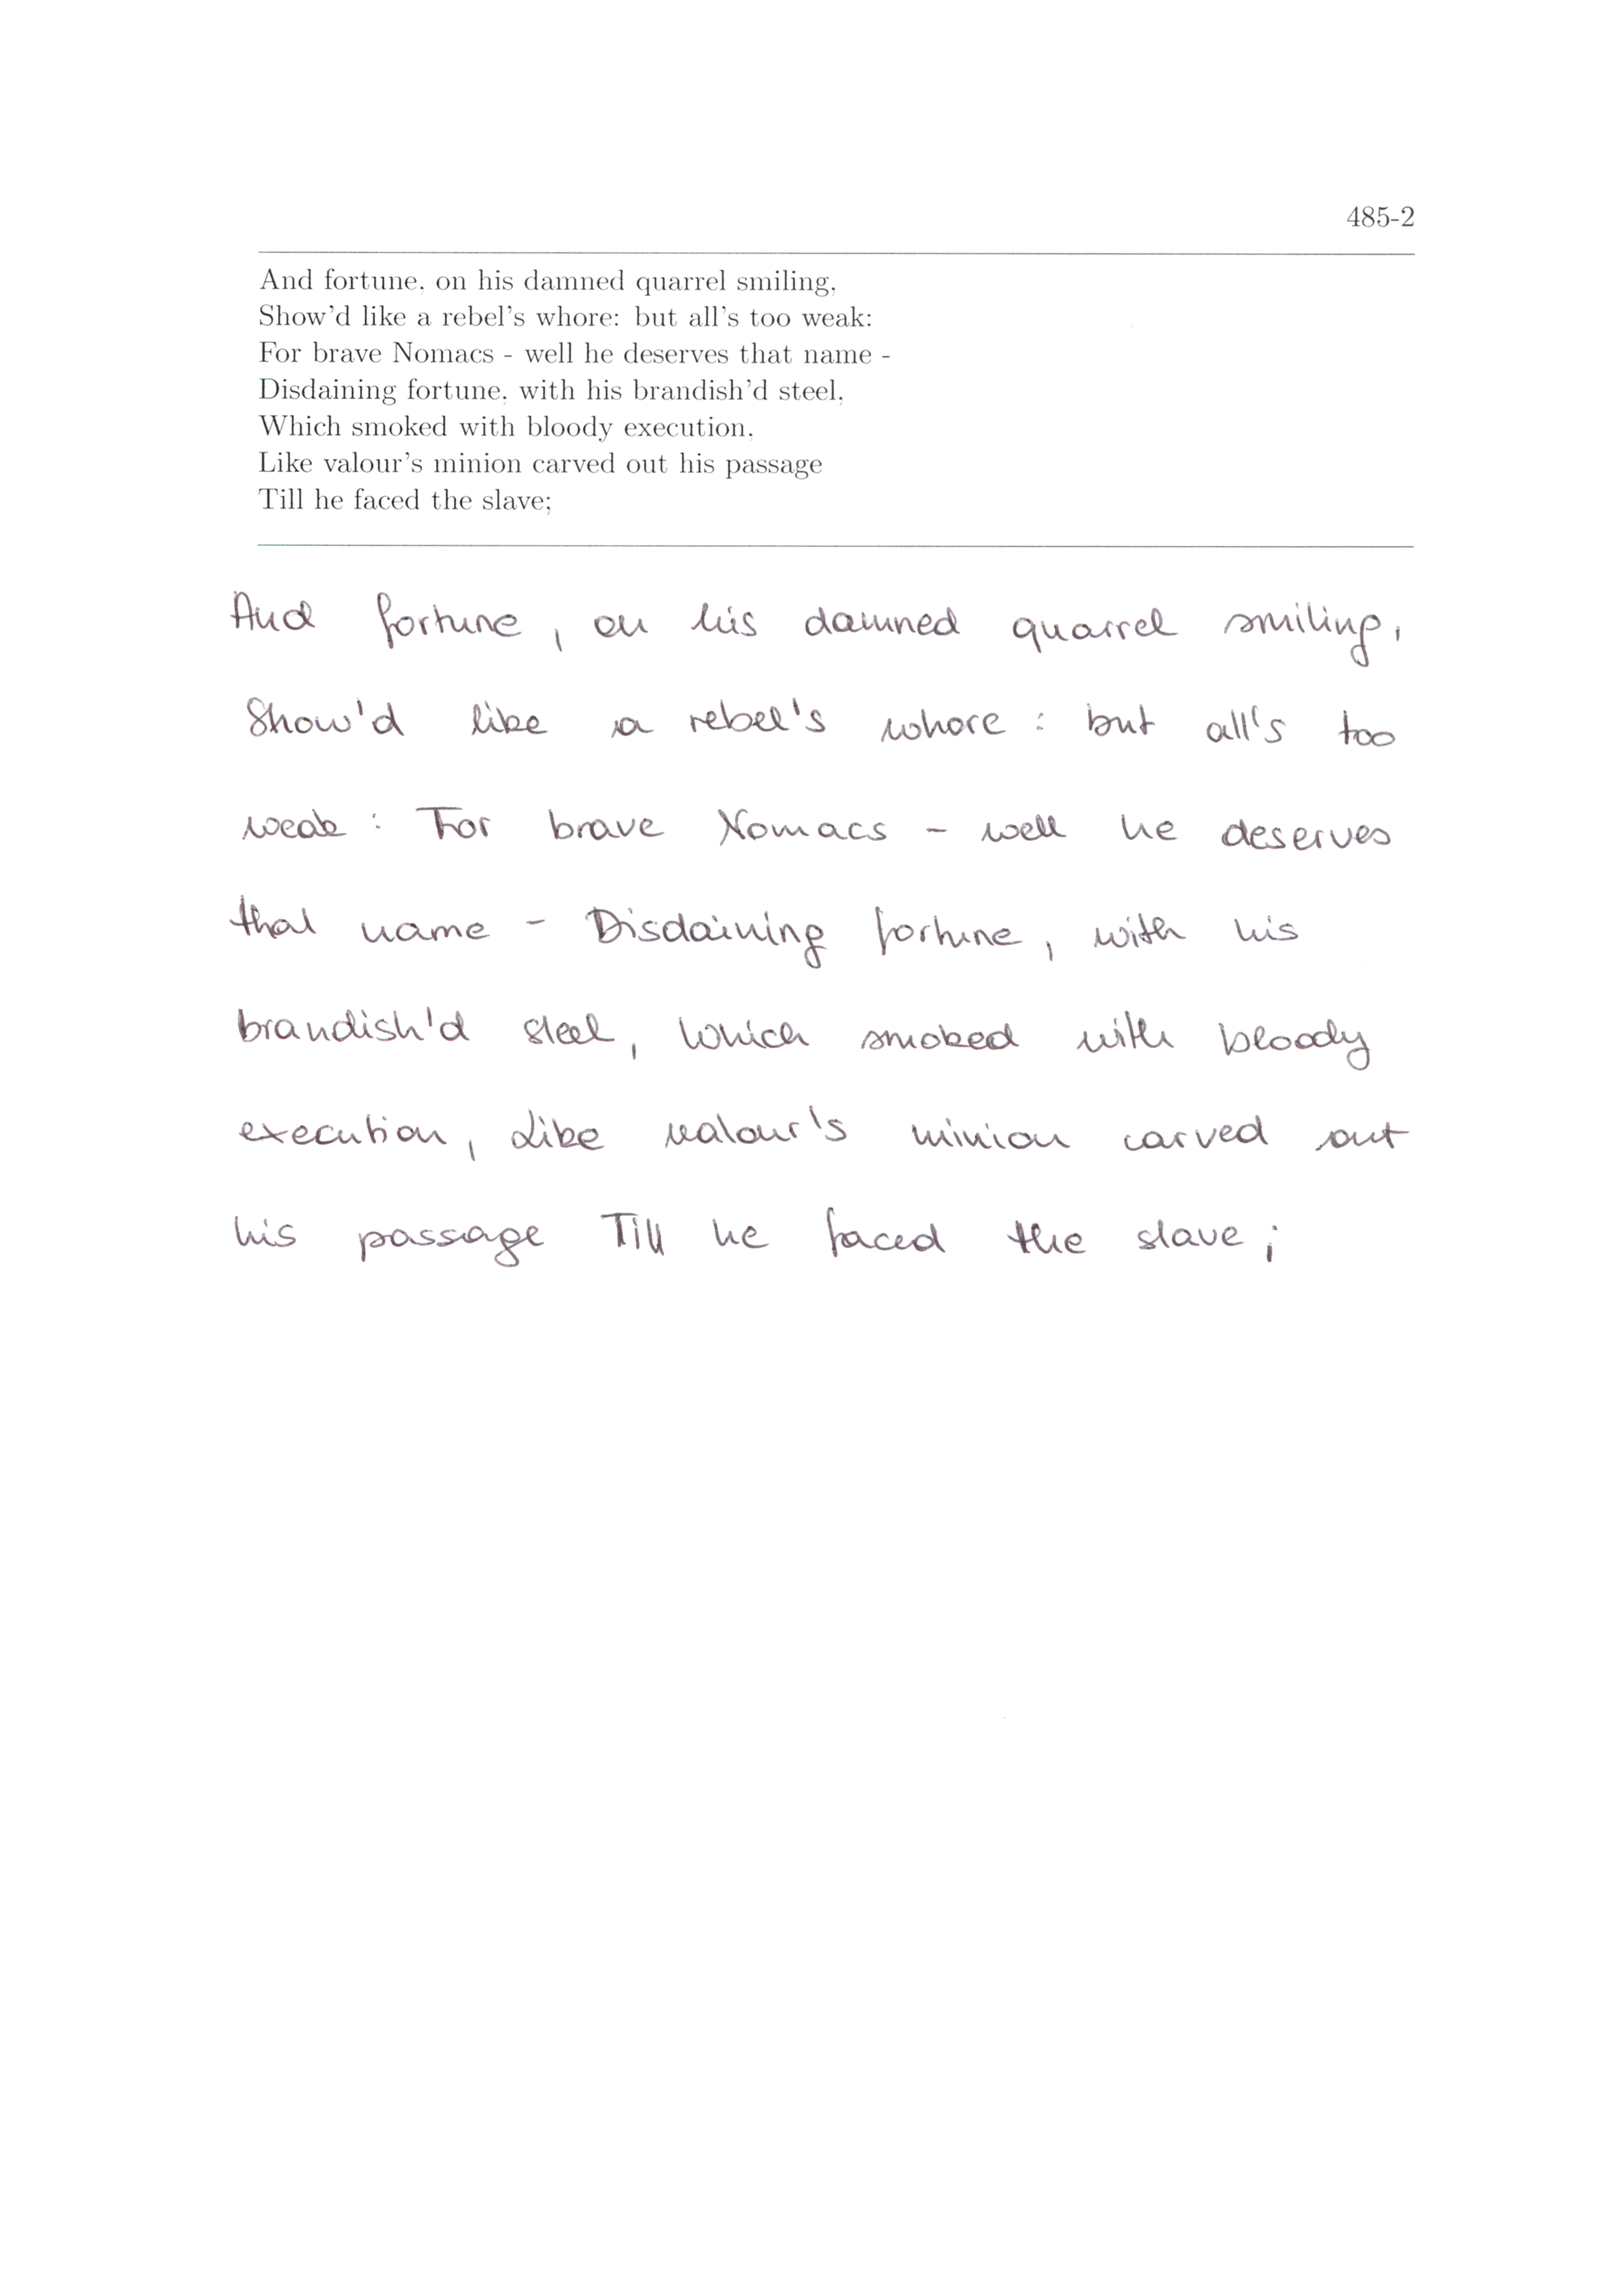 485-2
And fortune, on his damned quarrel smiling,
Show'd like a rebel's whore: but all's too weak:
For brave Nomacs - well he deserves that name -
Disdaining fortune, with his brandish'd steel,
Which smoked with bloody execution,
Like valour's minion carved out his passage
Till he faced the slave;
And fortune, on his damned quarrel smiling,
Show'd like a rebel's whore : but all's too
weak : For brave Nomacs - well he deserves
that name - Disdaining fortune, with his
brandish'd steel, Which smoked with bloody
execution, Like valour's minion carved out
his passage Till he faced the slave;